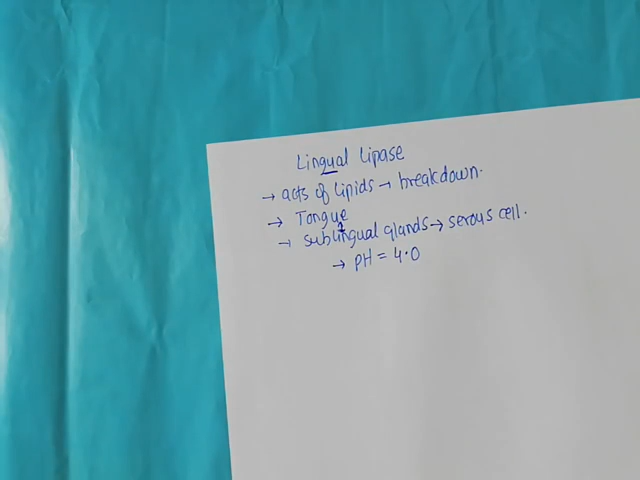 Lingual Lipase
→ acts of lipids → breakdown.
→ Tongue
→ sublingual glands → serous cell.
→ pH = 4.0